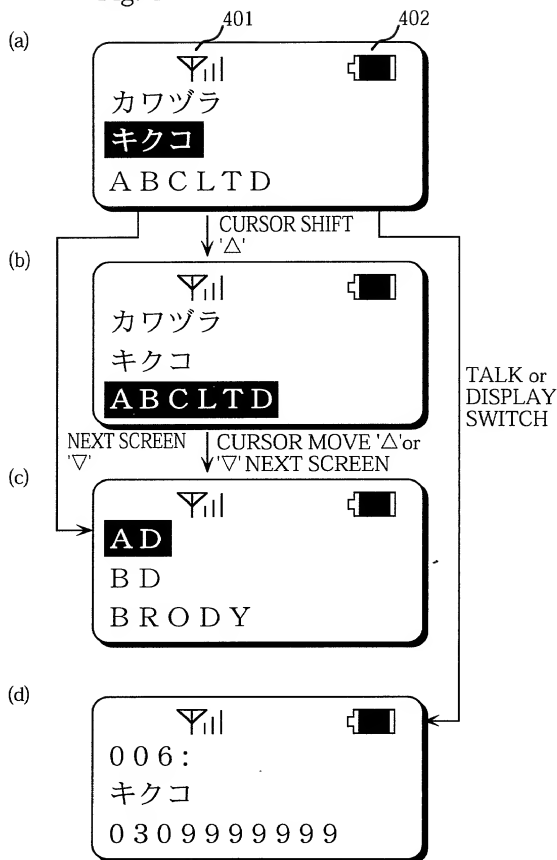 401
402
(a)
カワヅラ
キクコ
ABCLTD
CURSOR SHIFT
'△'
(b)
カワヅラ
キクコ
ABCLTD
TALK or
DISPLAY
SWITCH
NEXT SCREEN
'▽'
CURSOR MOVE '△'or
'▽' NEXT SCREEN
(c)
AD
BD
BRODY
(d)
006:
キクコ
0309999999